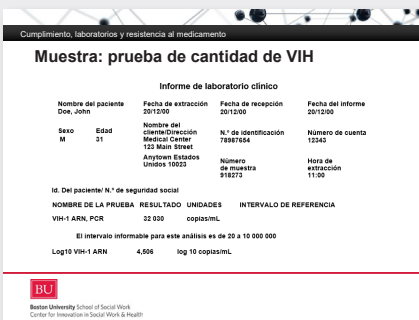 Cumplimiento, laboratorios y resistencia al medicamento
Muestra: prueba de cantidad de VIH
Informe de laboratorio clínico
Nombre del paciente Fecha de extracción Fecha de recepción Fecha del informe
Doe, John 20/12/00 20/12/00 20/12/00
Sexo Edad Nombre del cliente/Dirección N.° de identificación Número de cuenta
M 31 Medical Center 78987654 12343
123 Main Street
Anytown Estados Unidos 10023 Número de muestra Hora de extracción
918273 11:00
Id. Del paciente/ N.° de seguridad social
NOMBRE DE LA PRUEBA RESULTADO UNIDADES INTERVALO DE REFERENCIA
VIH-1 ARN, PCR 32 030 copias/mL
El intervalo informable para este análisis es de 20 a 10 000 000
Log10 VIH-1 ARN 4,506 log 10 copies/mL
BU
Boston University School of Social Work
Center for Innovation in Social Work & Health